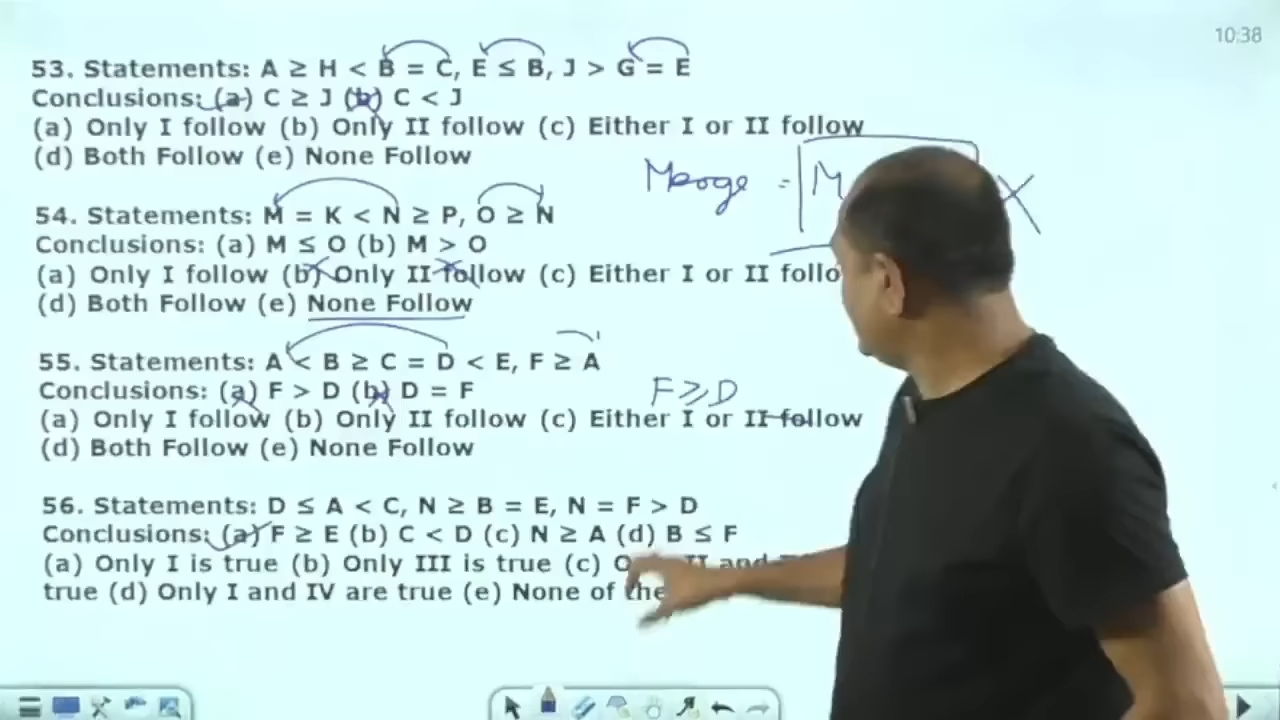 10:38
53. Statements: A ≥ H < B = C, E ≤ B, J > G = E
Conclusions: (a) C ≥ J (b) C < J
(a) Only I follow (b) Only II follow (c) Either I or II follow
(d) Both Follow (e) None Follow
Merge = M
54. Statements: M = K < N ≥ P, O ≥ N
Conclusions: (a) M ≤ O (b) M > O
(a) Only I follow (b) Only II follow (c) Either I or II follo
(d) Both Follow (e) None Follow
55. Statements: A < B ≥ C = D < E, F ≥ A
Conclusions: (a) F > D (b) D = F
F ≥ D
(a) Only I follow (b) Only II follow (c) Either I or II follow
(d) Both Follow (e) None Follow
56. Statements: D ≤ A < C, N ≥ B = E, N = F > D
Conclusions: (a) F ≥ E (b) C < D (c) N ≥ A (d) B ≤ F
(a) Only I is true (b) Only III is true (c) II and
true (d) Only I and IV are true (e) None of the